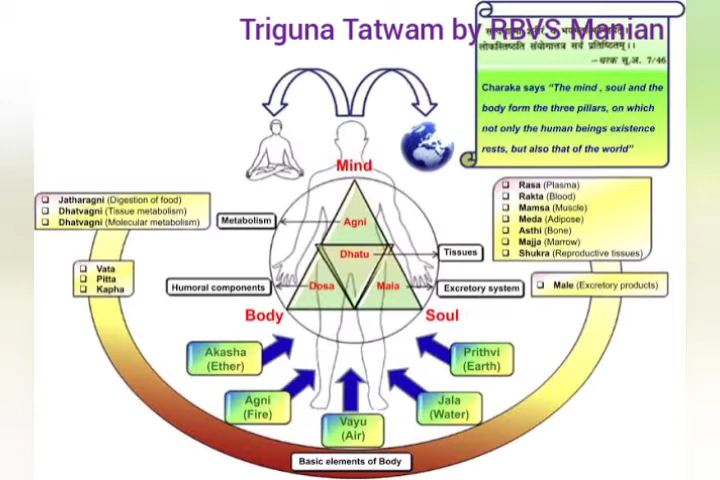 Triguna Tatwam by RBVS Manian
लोकस्तिष्ठति संयोगात्तत्र सर्वं प्रतिष्ठितम् ।।
–चरक सू.अ. 7/46
Charaka says "The mind , soul and the
body form the three pillars, on which
not only the human beings existence
rests, but also that of the world"
Mind
Jatharagni (Digestion of food)
Dhatvagni (Tissue metabolism)
Dhatvagni (Molecular metabolism)
Metabolism
Agni
Rasa (Plasma)
Rakta (Blood)
Mamsa (Muscle)
Meda (Adipose)
Asthi (Bone)
Majja (Marrow)
Shukra (Reproductive tissues)
Dhatu
Tissues
Vata
Pitta
Kapha
Humoral components
Dosa
Mala
Excretory system
Male (Excretory products)
Body
Soul
Akasha
(Ether)
Prithvi
(Earth)
Agni
(Fire)
Jala
(Water)
Vayu
(Air)
Basic elements of Body